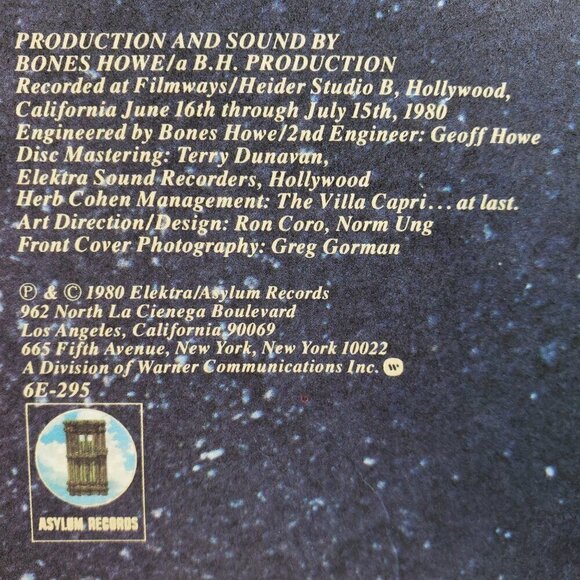 PRODUCTION AND SOUND BY
BONES HOWE/a B.H. PRODUCTION
Recorded at Filmways/Heider Studio B, Hollywood,
California June 16th through July 15th, 1980
Engineered by Bones Howe/2nd Engineer: Geoff Howe
Disc Mastering: Terry Dunavan,
Elektra Sound Recorders, Hollywood
Herb Cohen Management: The Villa Capri... at last.
Art Direction/Design: Ron Coro, Norm Ung
Front Cover Photography: Greg Gorman
Ⓟ & © 1980 Elektra/Asylum Records
962 North La Cienega Boulevard
Los Angeles, California 90069
665 Fifth Avenue, New York, New York 10022
A Division of Warner Communications Inc. W
6E-295
ASYLUM RECORDS